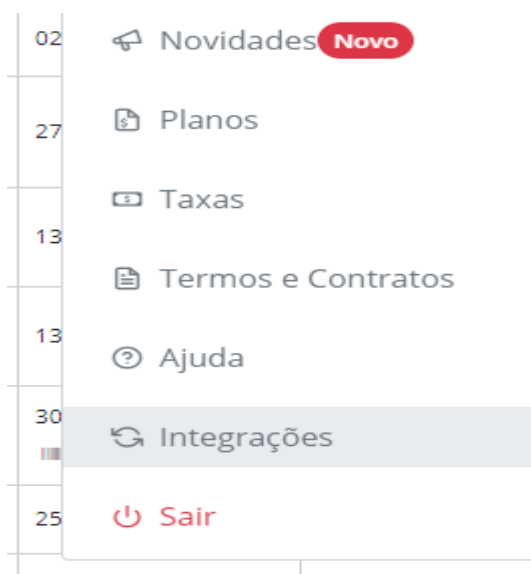 02
Novidades Novo
27
Planos
Taxas
13
Termos e Contratos
13
Ajuda
30
Integrações
25
Sair